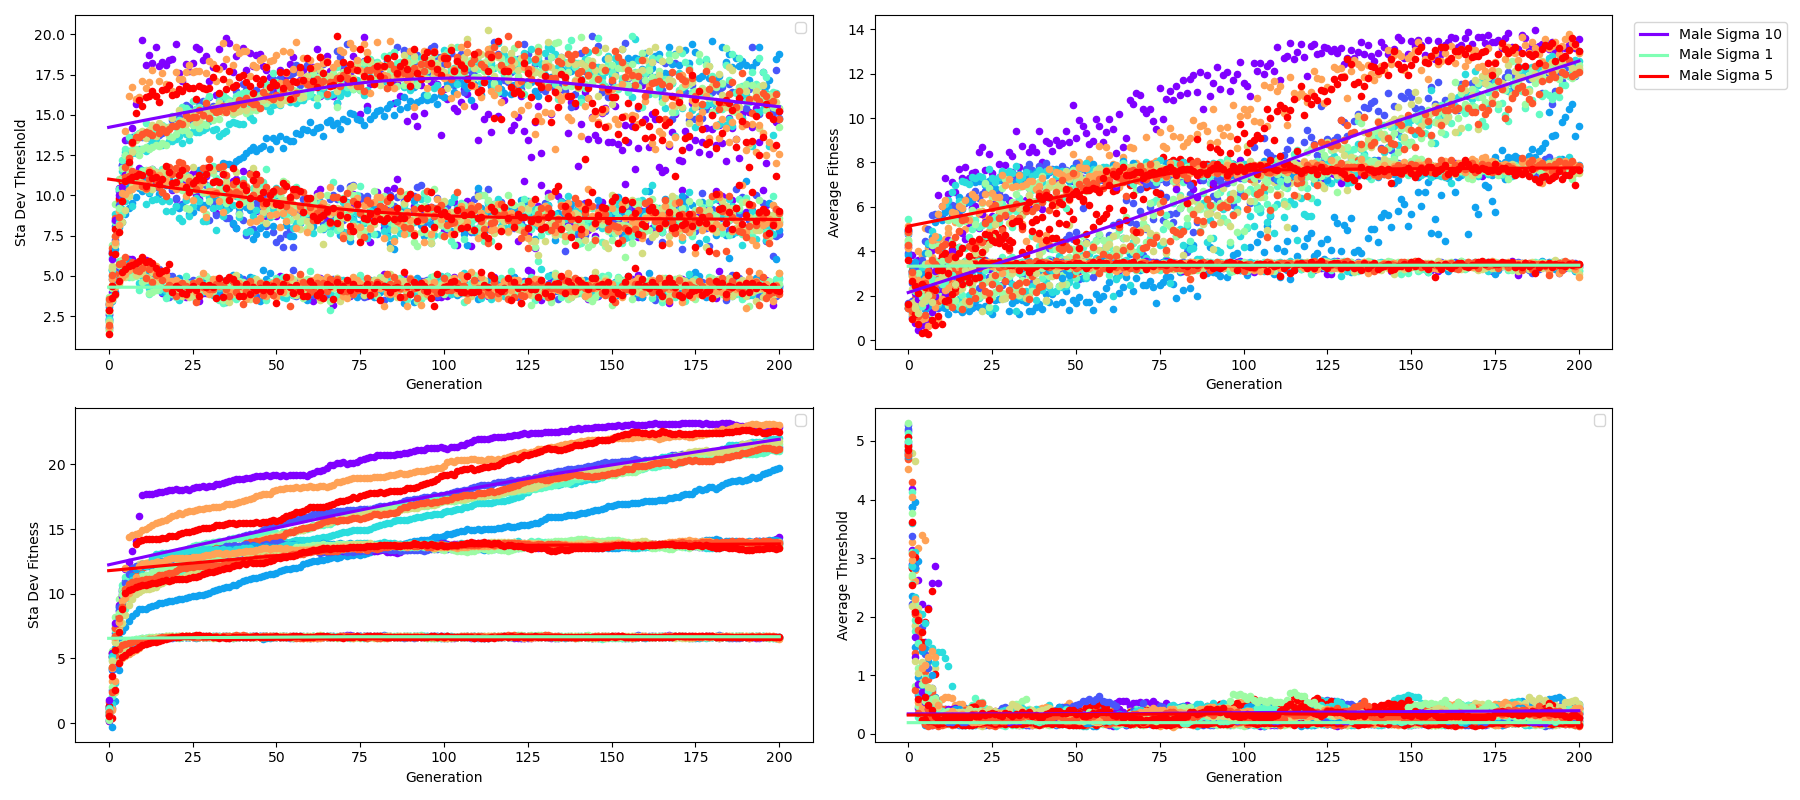 Sta Dev Threshold
20.0
17.5
15.0
12.5
10.0
7.5
5.0
2.5
0 25 50 75 100 125 150 175 200
Generation
Average Fitness
14
12
10
8
6
4
2
0
0 25 50 75 100 125 150 175 200
Generation
Male Sigma 10
Male Sigma 1
Male Sigma 5
Sta Dev Fitness
20
15
10
5
0
0 25 50 75 100 125 150 175 200
Generation
Average Threshold
5
4
3
2
1
0
0 25 50 75 100 125 150 175 200
Generation